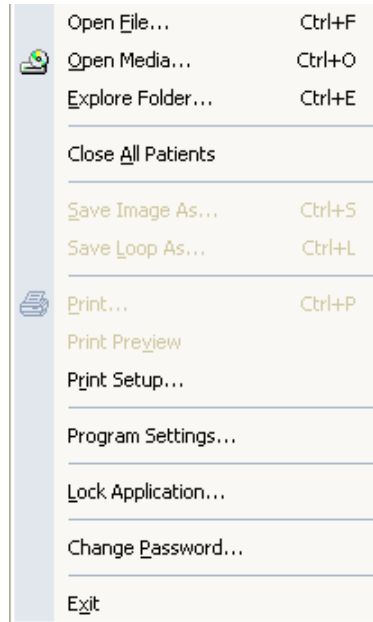 Open File... Ctrl+F
Open Media... Ctrl+O
Explore Folder... Ctrl+E
Close All Patients
Save Image As... Ctrl+S
Save Loop As... Ctrl+L
Print... Ctrl+P
Print Preview
Print Setup...
Program Settings...
Lock Application...
Change Password...
Exit